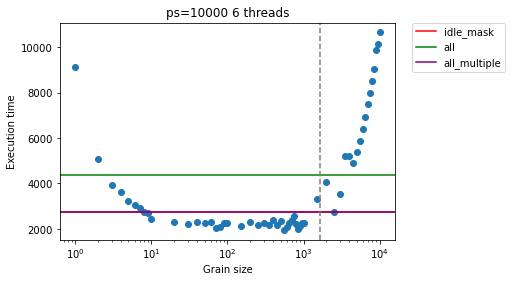 ps=10000 6 threads
idle_mask
all
all_multiple
Execution time
10000
8000
6000
4000
2000
10⁰
10¹
10²
10³
10⁴
Grain size